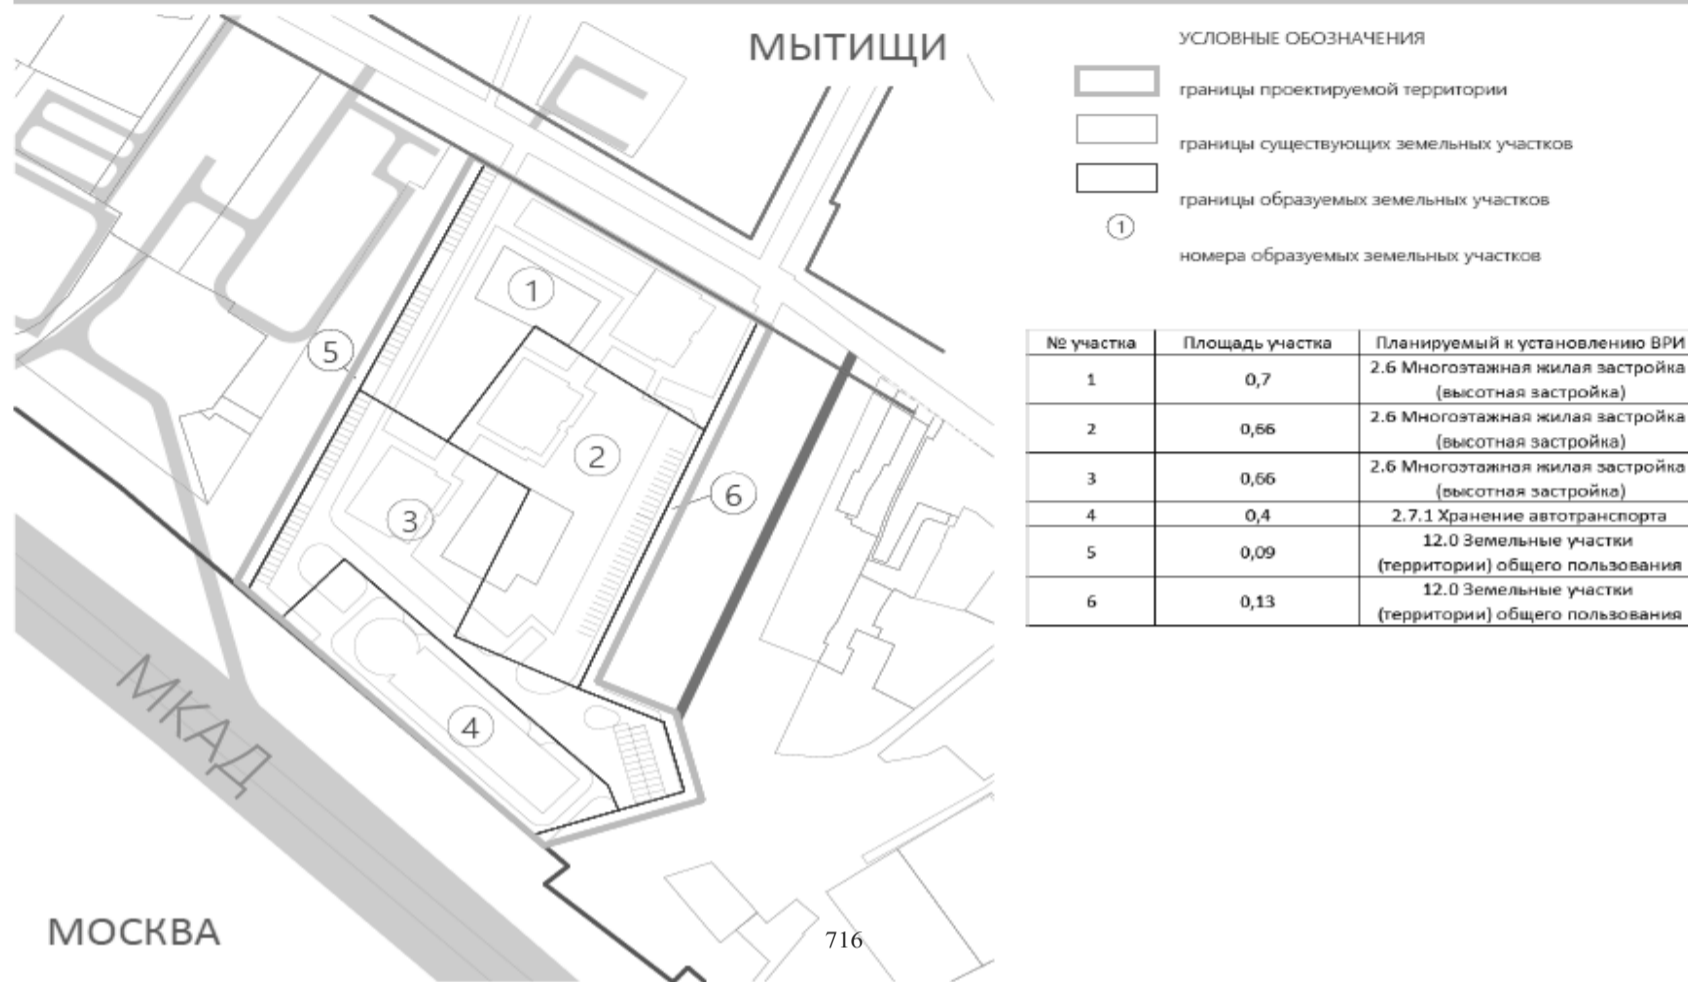 МЫТИЩИ
УСЛОВНЫЕ ОБОЗНАЧЕНИЯ
границы проектируемой территории
границы существующих земельных участков
границы образуемых земельных участков
1
номера образуемых земельных участков
1
5
2
6
3
4
МКАД
МОСКВА
716
№ участка Площадь участка Планируемый к установлению ВРИ
1 0,7 2.6 Многоэтажная жилая застройка
(высотная застройка)
2 0,66 2.6 Многоэтажная жилая застройка
(высотная застройка)
3 0,66 2.6 Многоэтажная жилая застройка
(высотная застройка)
4 0,4 2.7.1 Хранение автотранспорта
5 0,09 12.0 Земельные участки
(территории) общего пользования
6 0,13 12.0 Земельные участки
(территории) общего пользования